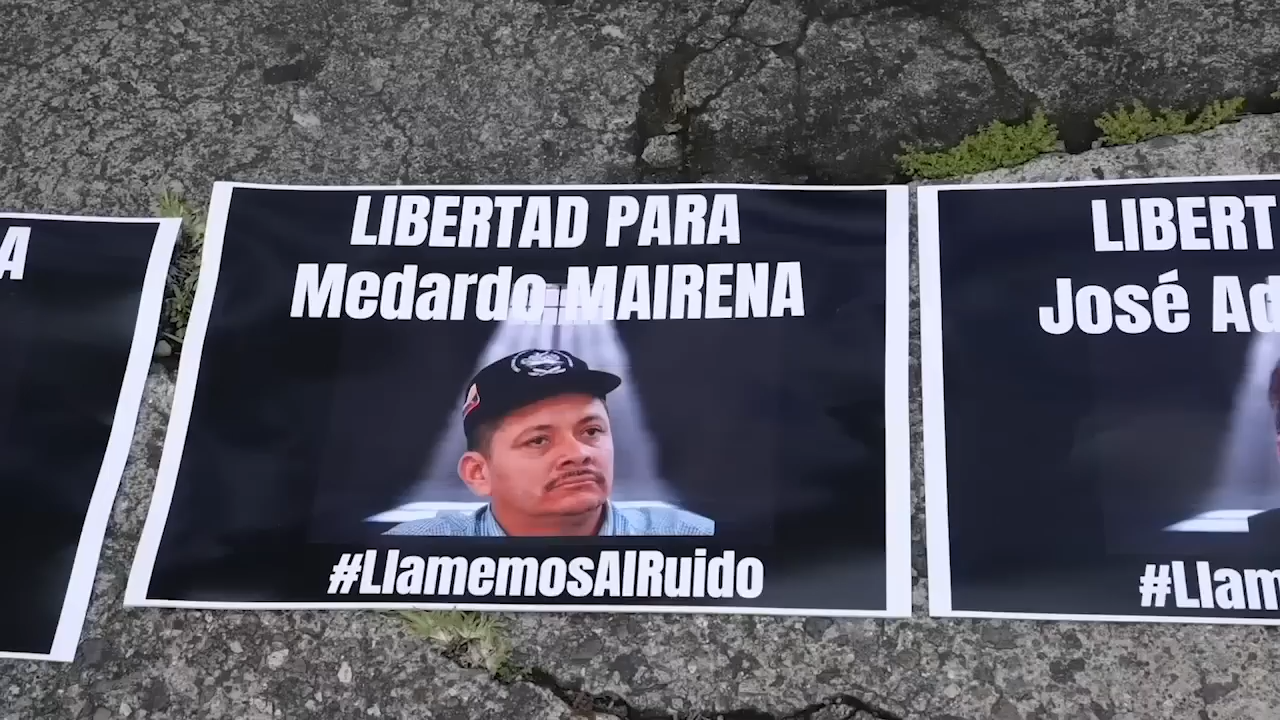 A
LIBERTAD PARA
Medardo MAIRENA
#LlamemosAlRuido
LIBERT
José Ad
#Llam